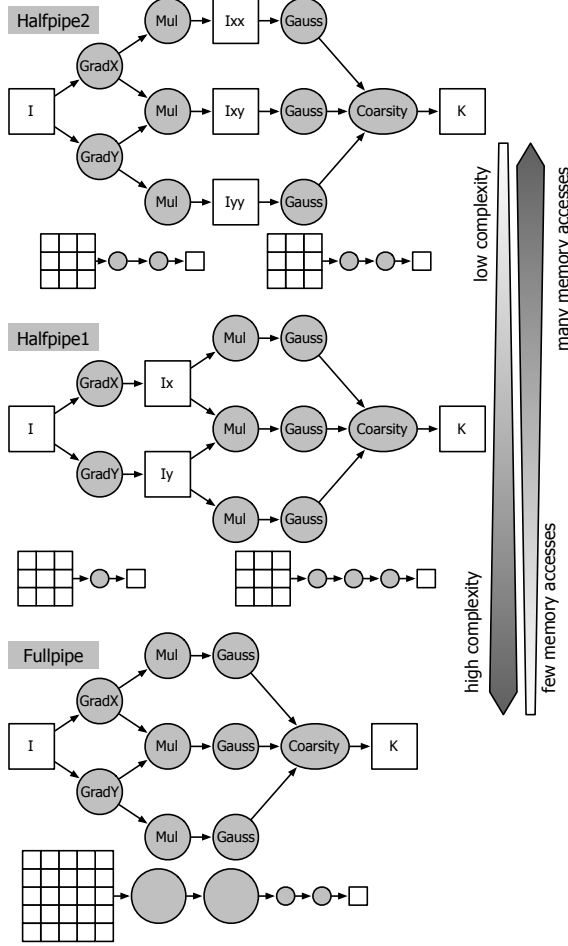 Halfpipe2
Mul
Ixx
Gauss
GradX
I
Mul
Ixy
Gauss
Coarsity
K
GradY
Mul
Iyy
Gauss
low complexity
many memory accesses
Halfpipe1
Mul
Gauss
GradX
Ix
I
Mul
Gauss
Coarsity
K
GradY
Iy
Mul
Gauss
high complexity
few memory accesses
Fullpipe
Mul
Gauss
GradX
I
Mul
Gauss
Coarsity
K
GradY
Mul
Gauss